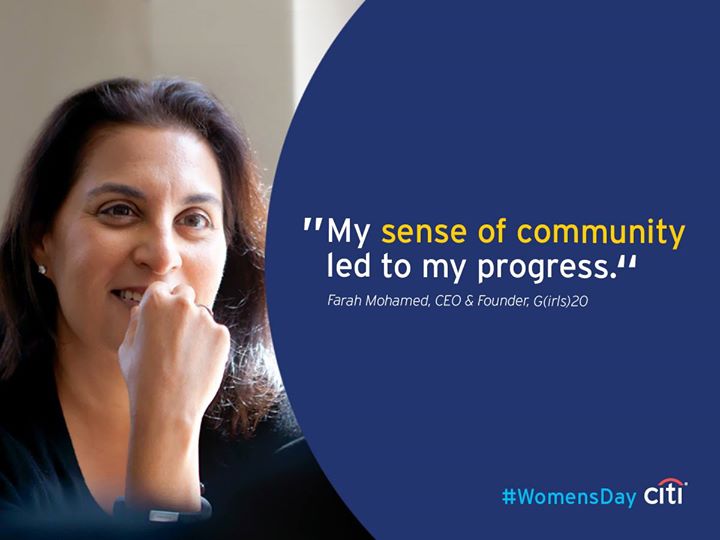 "My sense of community
led to my progress."
Farah Mohamed, CEO & Founder, G(irls)20
#WomensDay citi®